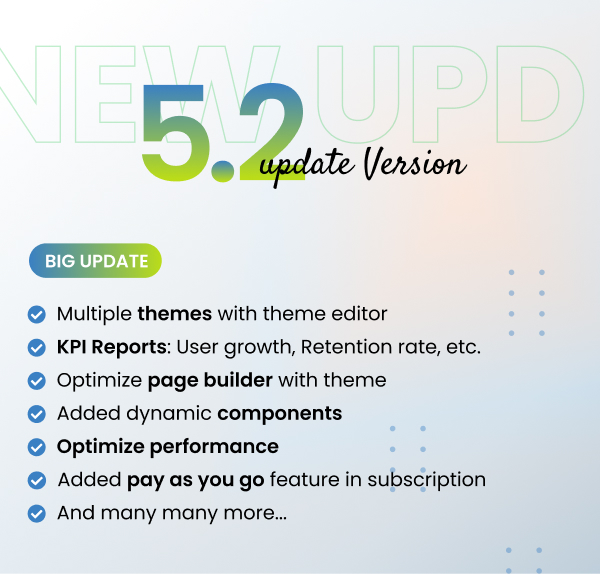 NEW UPD
5.2
update Version
BIG UPDATE
Multiple themes with theme editor
KPI Reports: User growth, Retention rate, etc.
Optimize page builder with theme
Added dynamic components
Optimize performance
Added pay as you go feature in subscription
And many many more...